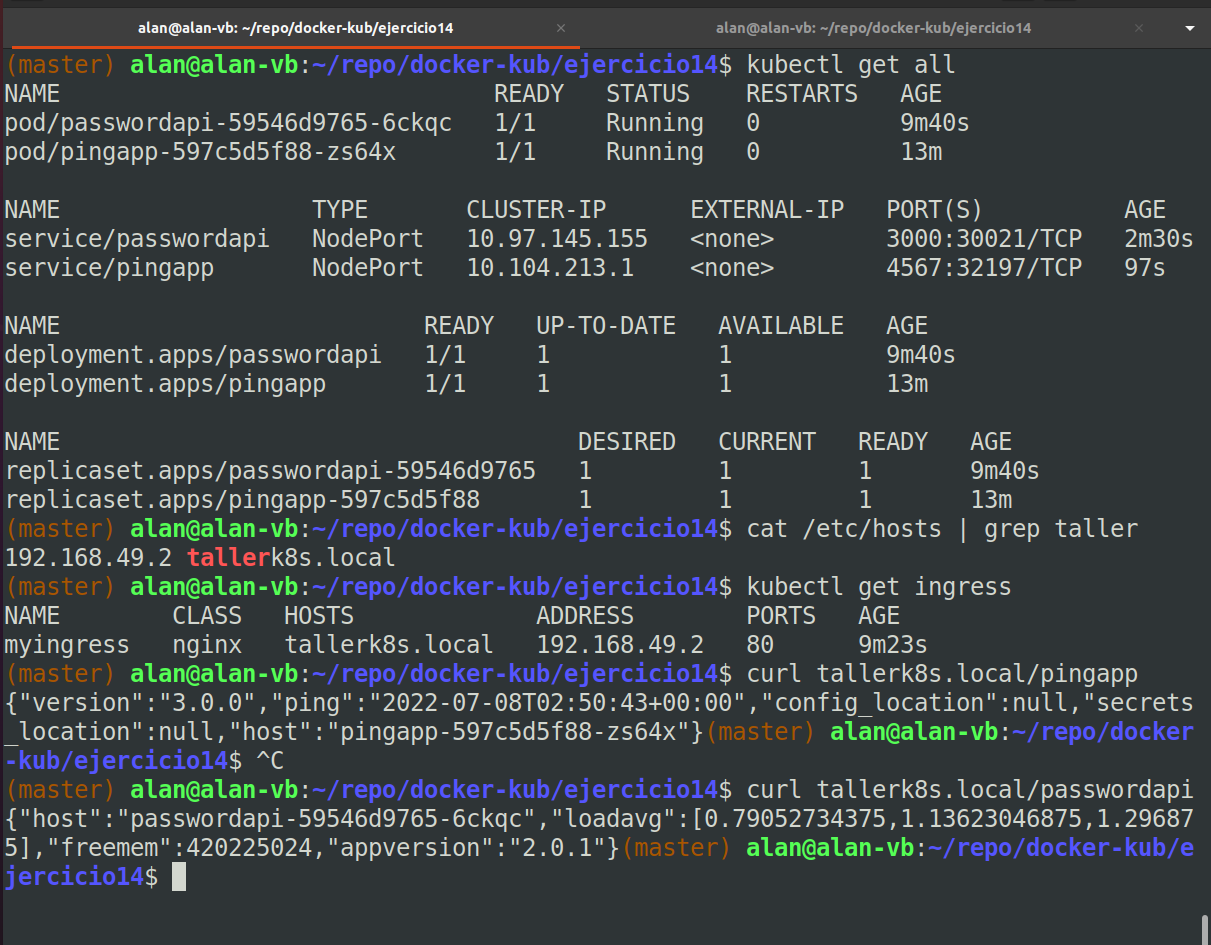 alan@alan-vb: ~/repo/docker-kub/ejercicio14 × alan@alan-vb: ~/repo/docker-kub/ejercicio14 ×
(master) alan@alan-vb:~/repo/docker-kub/ejercicio14$ kubectl get all
NAME READY STATUS RESTARTS AGE
pod/passwordapi-59546d9765-6ckqc 1/1 Running 0 9m40s
pod/pingapp-597c5d5f88-zs64x 1/1 Running 0 13m
NAME TYPE CLUSTER-IP EXTERNAL-IP PORT(S) AGE
service/passwordapi NodePort 10.97.145.155 <none> 3000:30021/TCP 2m30s
service/pingapp NodePort 10.104.213.1 <none> 4567:32197/TCP 97s
NAME READY UP-TO-DATE AVAILABLE AGE
deployment.apps/passwordapi 1/1 1 1 9m40s
deployment.apps/pingapp 1/1 1 1 13m
NAME DESIRED CURRENT READY AGE
replicaset.apps/passwordapi-59546d9765 1 1 1 9m40s
replicaset.apps/pingapp-597c5d5f88 1 1 1 13m
(master) alan@alan-vb:~/repo/docker-kub/ejercicio14$ cat /etc/hosts | grep taller
192.168.49.2 tallerk8s.local
(master) alan@alan-vb:~/repo/docker-kub/ejercicio14$ kubectl get ingress
NAME CLASS HOSTS ADDRESS PORTS AGE
myingress nginx tallerk8s.local 192.168.49.2 80 9m23s
(master) alan@alan-vb:~/repo/docker-kub/ejercicio14$ curl tallerk8s.local/pingapp
{"version":"3.0.0","ping":"2022-07-08T02:50:43+00:00","config_location":null,"secrets
_location":null,"host":"pingapp-597c5d5f88-zs64x"}(master) alan@alan-vb:~/repo/docker
-kub/ejercicio14$ ^C
(master) alan@alan-vb:~/repo/docker-kub/ejercicio14$ curl tallerk8s.local/passwordapi
{"host":"passwordapi-59546d9765-6ckqc","loadavg":[0.79052734375,1.13623046875,1.29687
5],"freemem":420225024,"appversion":"2.0.1"}(master) alan@alan-vb:~/repo/docker-kub/e
jercicio14$